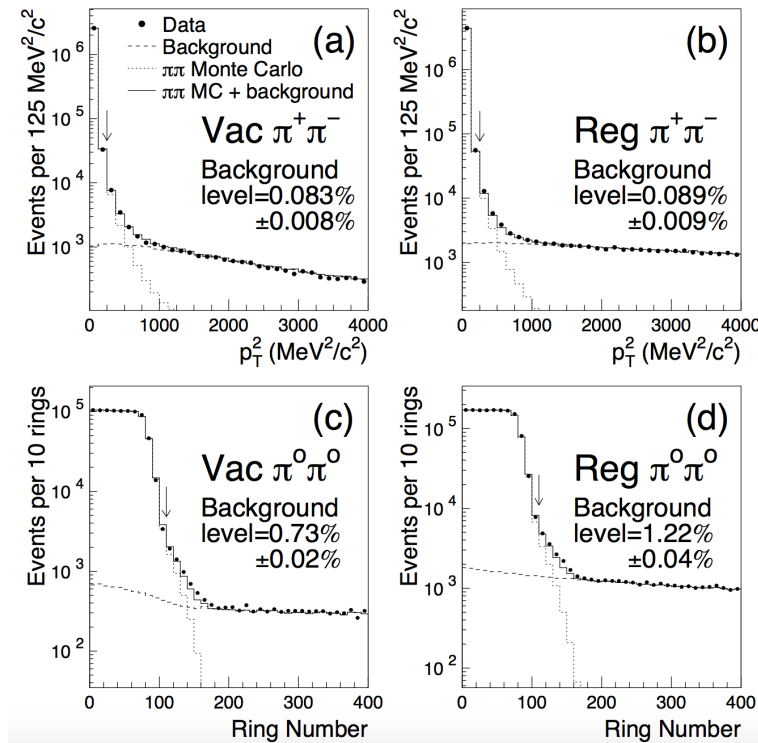 Data
Background
ππ Monte Carlo
ππ MC + background
(a)
Vac π⁺π⁻
Background
level=0.083%
±0.008%
Events per 125 MeV²/c²
10⁶
10⁵
10⁴
10³
0 1000 2000 3000 4000
p_T² (MeV²/c²)
(b)
Reg π⁺π⁻
Background
level=0.089%
±0.009%
Events per 125 MeV²/c²
10⁶
10⁵
10⁴
10³
0 1000 2000 3000 4000
p_T² (MeV²/c²)
(c)
Vac π⁰π⁰
Background
level=0.73%
±0.02%
Events per 10 rings
10⁵
10⁴
10³
10²
0 100 200 300 400
Ring Number
(d)
Reg π⁰π⁰
Background
level=1.22%
±0.04%
Events per 10 rings
10⁵
10⁴
10³
10²
0 100 200 300 400
Ring Number